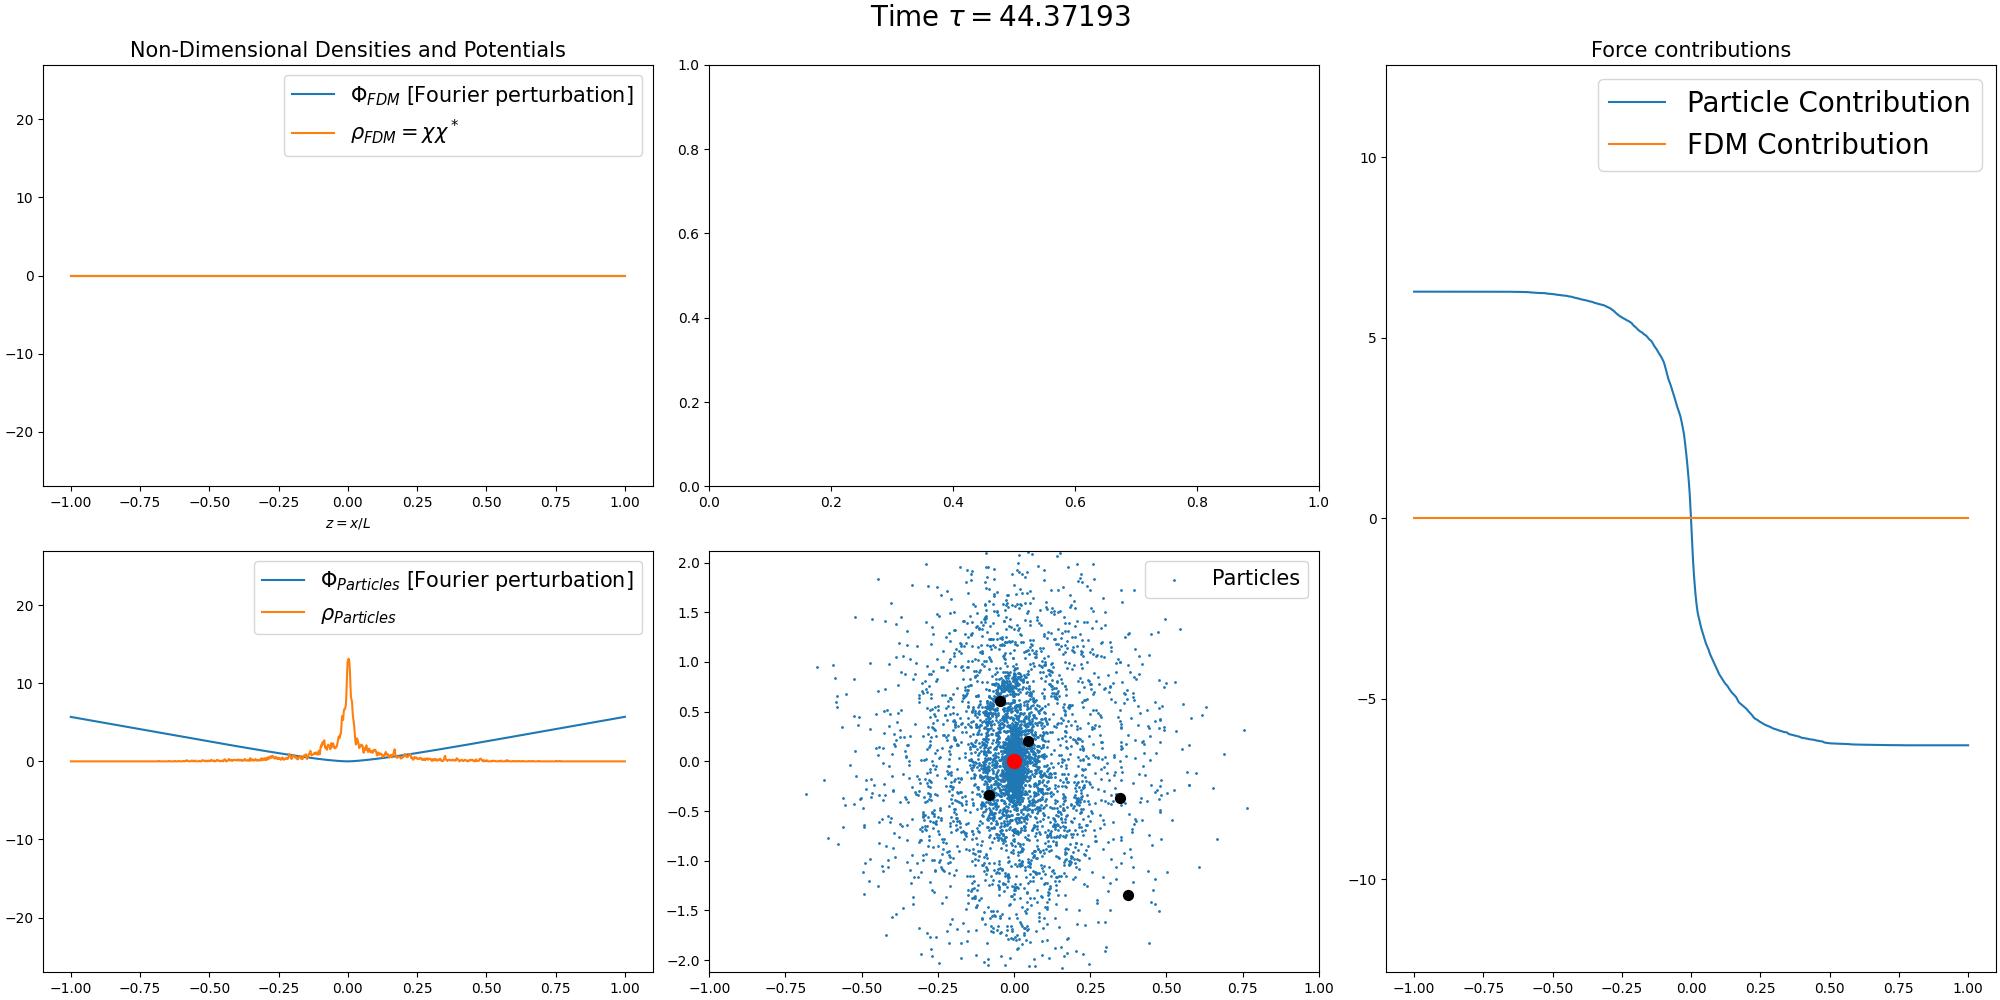 Time τ = 44.37193
Non-Dimensional Densities and Potentials
Φ_FDM [Fourier perturbation]
ρ_FDM = χχ*
20
10
0
−10
−20
−1.00 −0.75 −0.50 −0.25 0.00 0.25 0.50 0.75 1.00
z = x/L
1.0
0.8
0.6
0.4
0.2
0.0
0.0 0.2 0.4 0.6 0.8 1.0
Φ_Particles [Fourier perturbation]
ρ_Particles
20
10
0
−10
−20
−1.00 −0.75 −0.50 −0.25 0.00 0.25 0.50 0.75 1.00
Particles
2.0
1.5
1.0
0.5
0.0
−0.5
−1.0
−1.5
−2.0
−1.00 −0.75 −0.50 −0.25 0.00 0.25 0.50 0.75 1.00
Force contributions
Particle Contribution
FDM Contribution
10
5
0
−5
−10
−1.00 −0.75 −0.50 −0.25 0.00 0.25 0.50 0.75 1.00